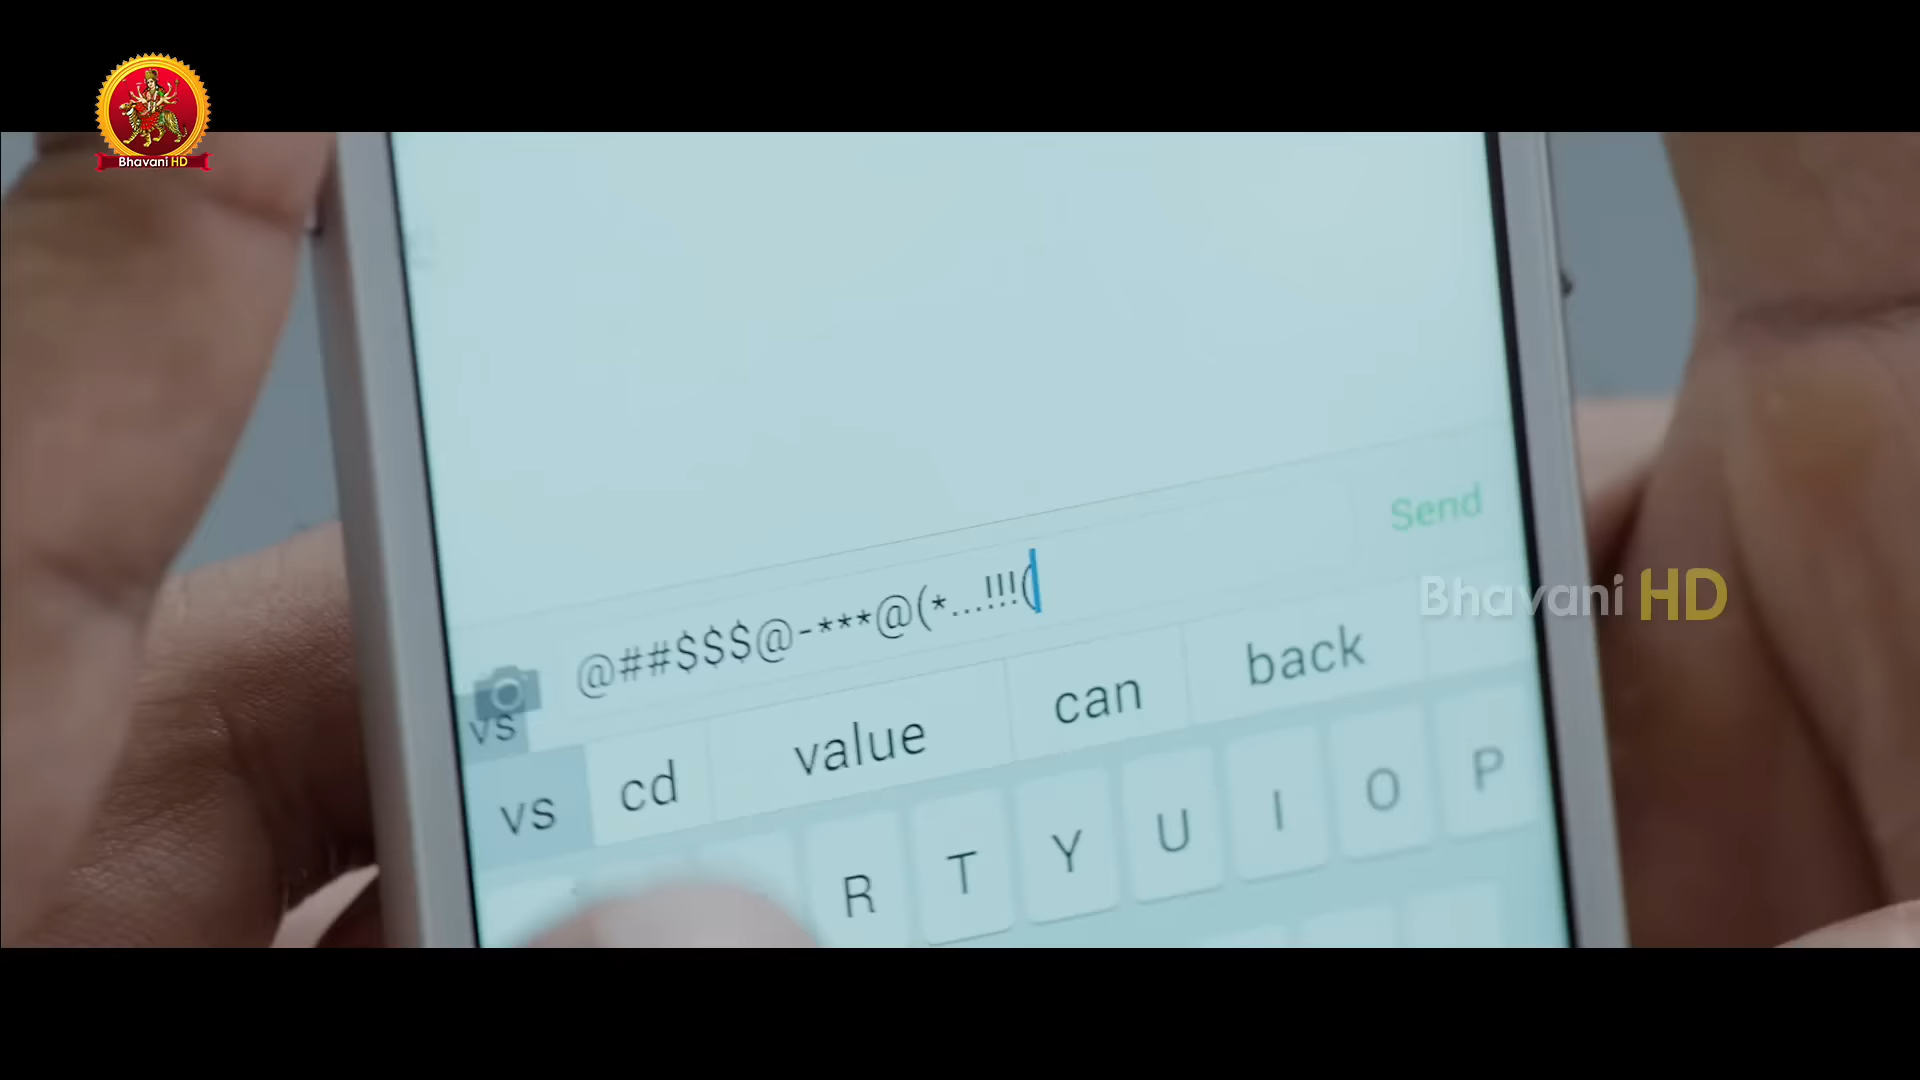 Bhavani HD
Send
Bhavani HD
@##$$$@-***@(*...!!!(
vs
vs cd value can back
R T Y U I O P